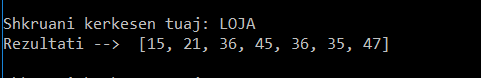 Shkruani kerkesen tuaj: LOJA
Rezultati -->  [15, 21, 36, 45, 36, 35, 47]